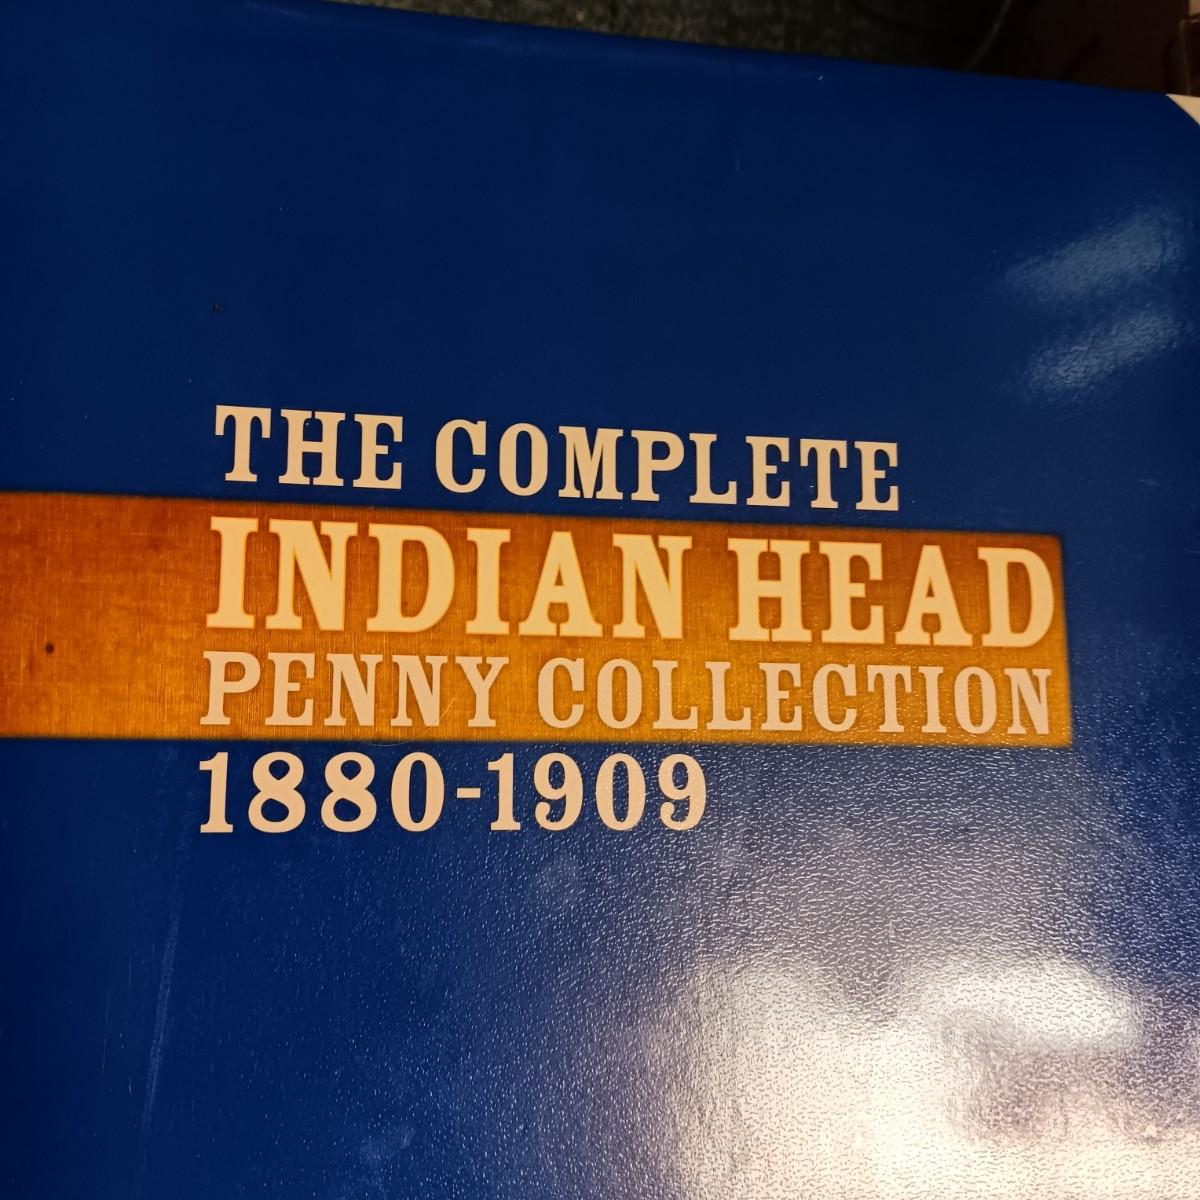 THE COMPLETE
INDIAN HEAD
PENNY COLLECTION
1880-1909